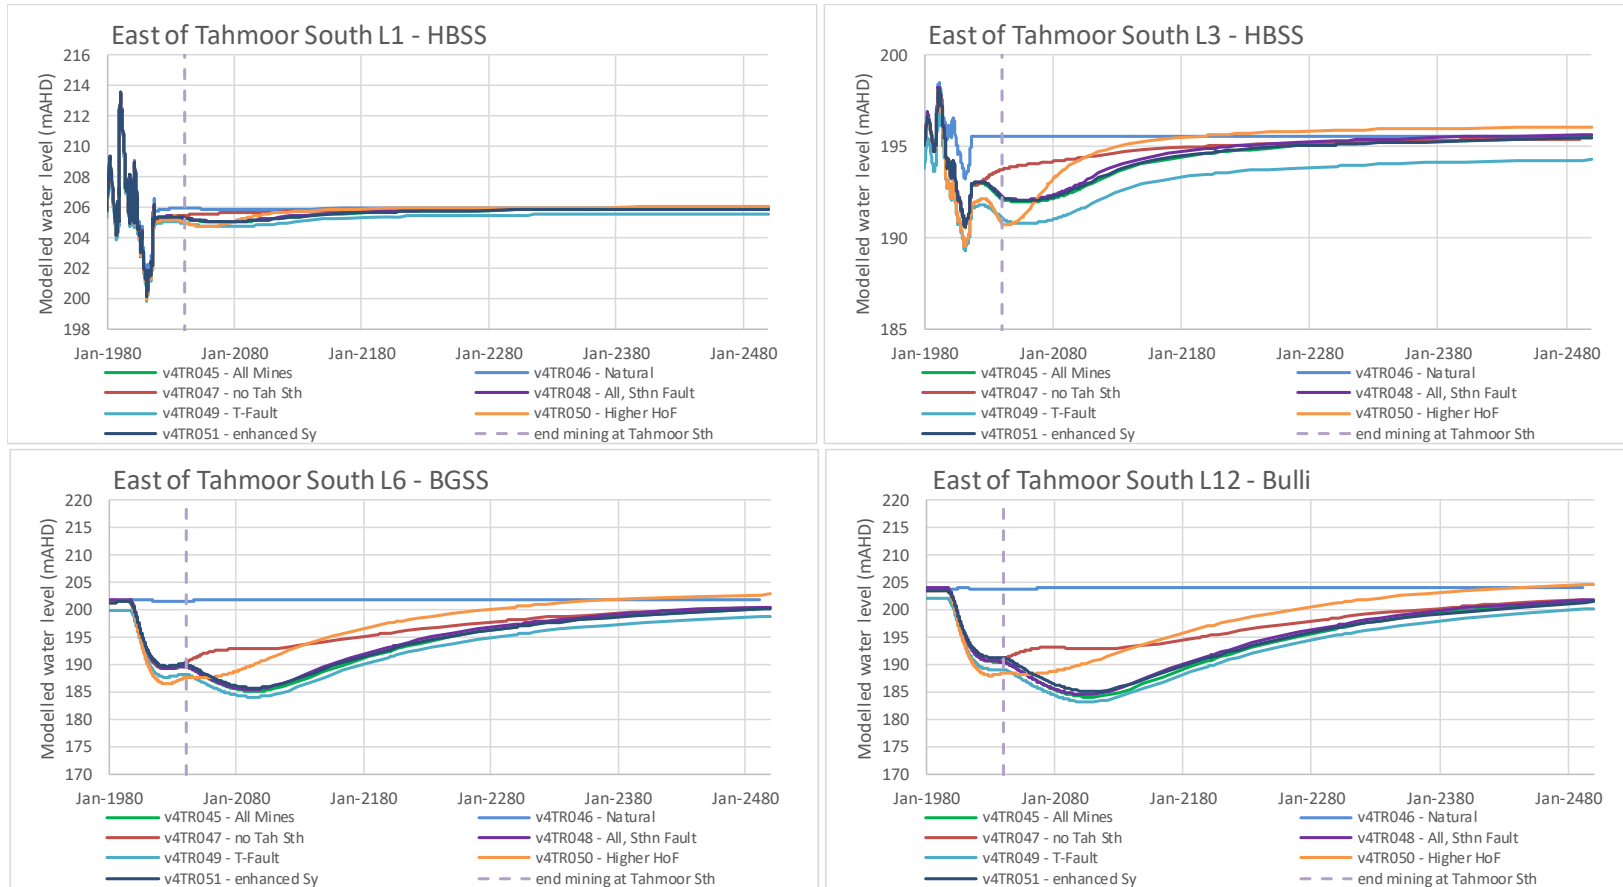 East of Tahmoor South L1 - HBSS
Modelled water level (mAHD)
216
214
212
210
208
206
204
202
200
198
Jan-1980 Jan-2080 Jan-2180 Jan-2280 Jan-2380 Jan-2480
v4TR045 - All Mines v4TR046 - Natural
v4TR047 - no Tah Sth v4TR048 - All, Sthn Fault
v4TR049 - T-Fault v4TR050 - Higher HoF
v4TR051 - enhanced Sy end mining at Tahmoor Sth
East of Tahmoor South L3 - HBSS
Modelled water level (mAHD)
200
195
190
185
Jan-1980 Jan-2080 Jan-2180 Jan-2280 Jan-2380 Jan-2480
v4TR045 - All Mines v4TR046 - Natural
v4TR047 - no Tah Sth v4TR048 - All, Sthn Fault
v4TR049 - T-Fault v4TR050 - Higher HoF
v4TR051 - enhanced Sy end mining at Tahmoor Sth
East of Tahmoor South L6 - BGSS
Modelled water level (mAHD)
220
215
210
205
200
195
190
185
180
175
170
Jan-1980 Jan-2080 Jan-2180 Jan-2280 Jan-2380 Jan-2480
v4TR045 - All Mines v4TR046 - Natural
v4TR047 - no Tah Sth v4TR048 - All, Sthn Fault
v4TR049 - T-Fault v4TR050 - Higher HoF
v4TR051 - enhanced Sy end mining at Tahmoor Sth
East of Tahmoor South L12 - Bulli
Modelled water level (mAHD)
220
215
210
205
200
195
190
185
180
175
170
Jan-1980 Jan-2080 Jan-2180 Jan-2280 Jan-2380 Jan-2480
v4TR045 - All Mines v4TR046 - Natural
v4TR047 - no Tah Sth v4TR048 - All, Sthn Fault
v4TR049 - T-Fault v4TR050 - Higher HoF
v4TR051 - enhanced Sy end mining at Tahmoor Sth